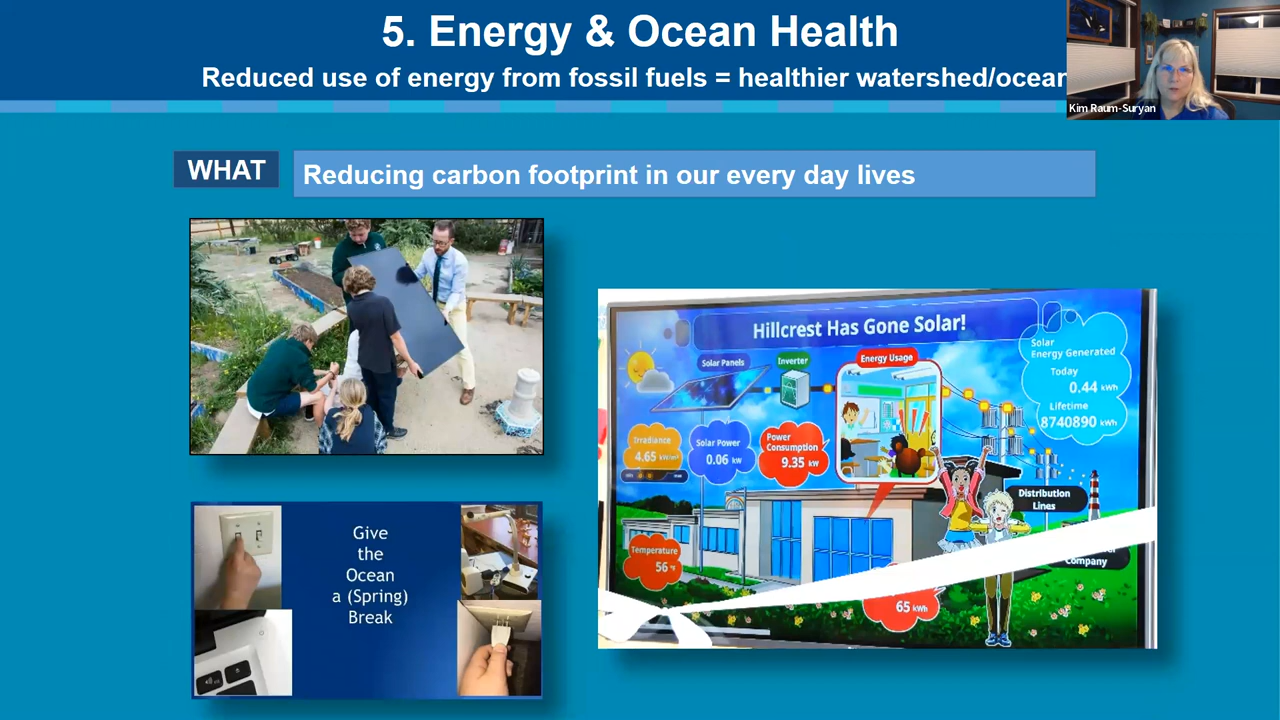 5. Energy & Ocean Health
Reduced use of energy from fossil fuels = healthier watershed/ocean
Kim Raum-Suryan
WHAT
Reducing carbon footprint in our every day lives
Hillcrest Has Gone Solar!
Solar Panels
Inverter
Energy Usage
Solar
Energy Generated
Today
0.44 kWh
Lifetime
8740890 kWh
Irradiance
4.65 kW/m²
Solar Power
0.06 kW
Power
Consumption
9.35 kW
Distribution
Lines
Company
Temperature
56 °F
65 kWh
Give
the
Ocean
a (Spring)
Break